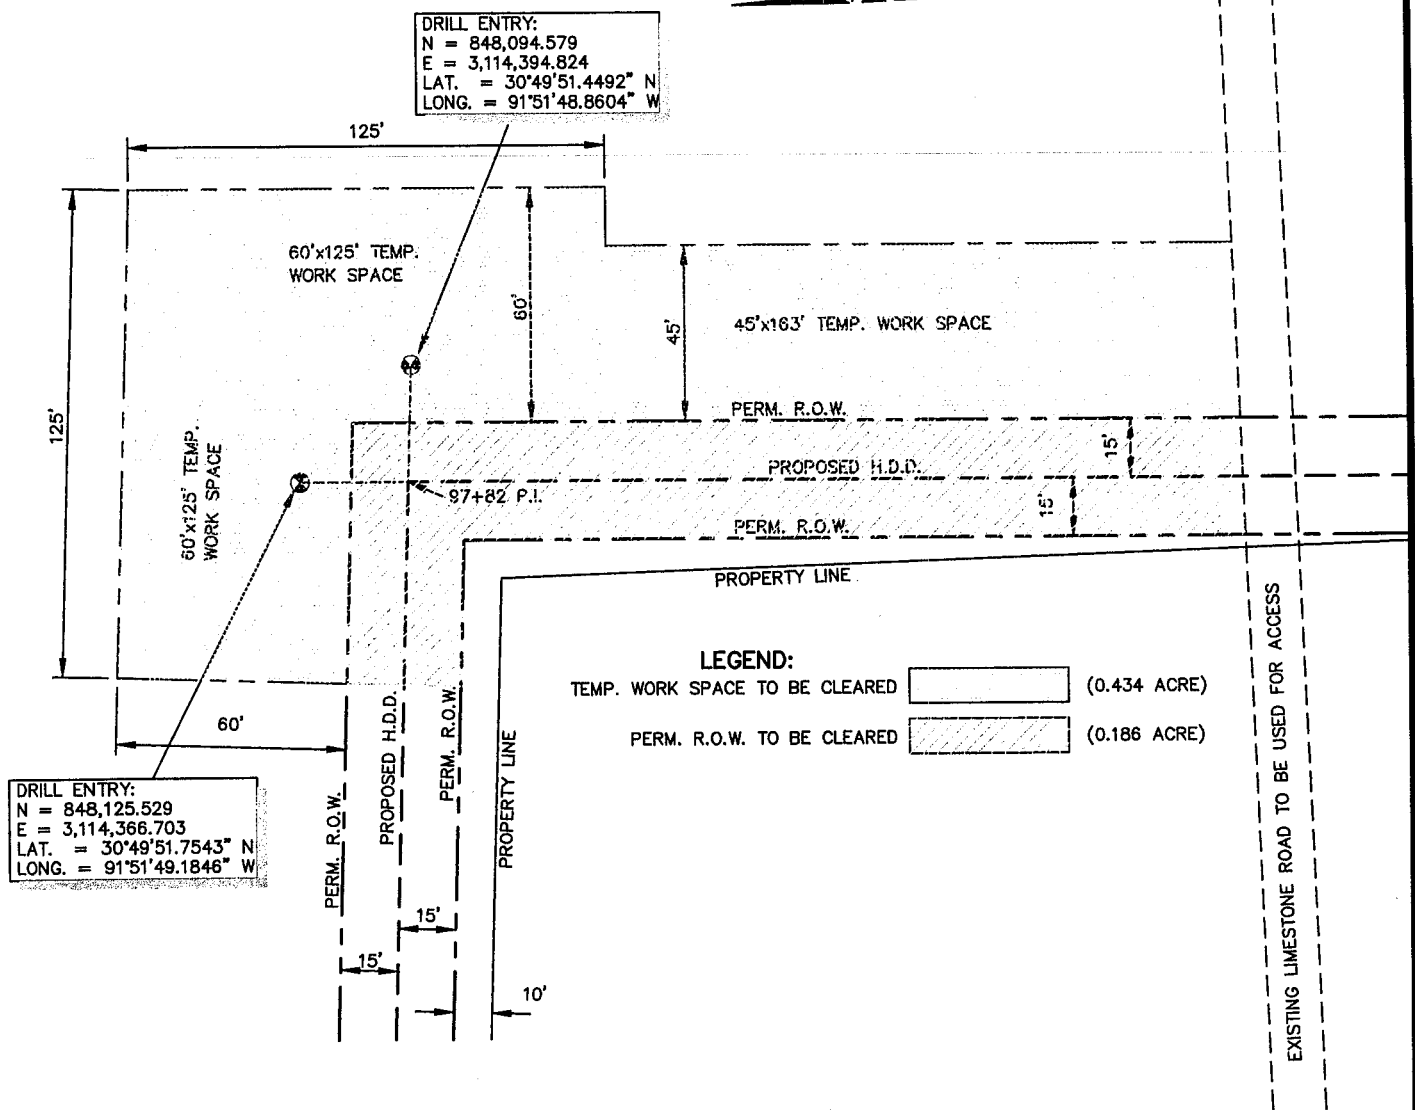 DRILL ENTRY:
N = 848,094.579
E = 3,114,394.824
LAT. = 30°49'51.4492" N
LONG. = 91°51'48.8604" W
125'
60'x125' TEMP.
WORK SPACE
60'
45'
45'x163' TEMP. WORK SPACE
125'
60'x125' TEMP.
WORK SPACE
PERM. R.O.W.
15'
PROPOSED H.D.D.
97+82 P.I.
15'
PERM. R.O.W.
PROPERTY LINE
LEGEND:
TEMP. WORK SPACE TO BE CLEARED (0.434 ACRE)
PERM. R.O.W. TO BE CLEARED (0.186 ACRE)
60'
DRILL ENTRY:
N = 848,125.529
E = 3,114,366.703
LAT. = 30°49'51.7543" N
LONG. = 91°51'49.1846" W
PERM. R.O.W.
PROPOSED H.D.D.
PERM. R.O.W.
PROPERTY LINE
15'
15'
10'
EXISTING LIMESTONE ROAD TO BE USED FOR ACCESS